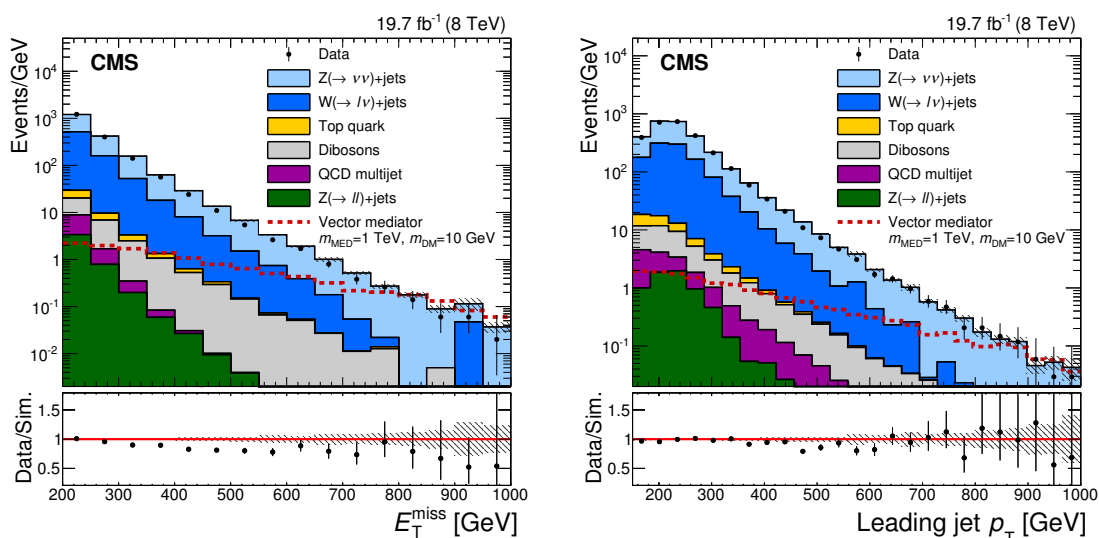 19.7 fb⁻¹ (8 TeV)
CMS
Events/GeV
10⁴
10³
10²
10
1
10⁻¹
10⁻²
Data
Z(→ νν)+jets
W(→ lν)+jets
Top quark
Dibosons
QCD multijet
Z(→ ll)+jets
Vector mediator
m_MED=1 TeV, m_DM=10 GeV
Data/Sim.
1.5
1
0.5
200 300 400 500 600 700 800 900 1000
E_T^miss [GeV]
19.7 fb⁻¹ (8 TeV)
CMS
Events/GeV
10⁴
10³
10²
10
1
10⁻¹
Data
Z(→ νν)+jets
W(→ lν)+jets
Top quark
Dibosons
QCD multijet
Z(→ ll)+jets
Vector mediator
m_MED=1 TeV, m_DM=10 GeV
Data/Sim.
1.5
1
0.5
200 300 400 500 600 700 800 900 1000
Leading jet p_T [GeV]